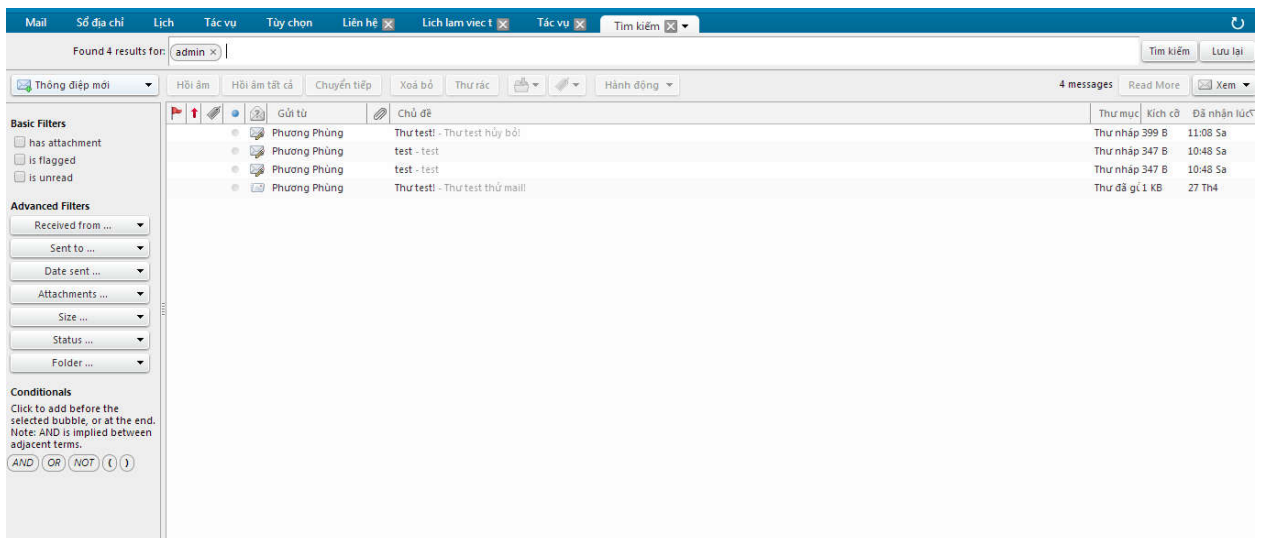 Mail Sổ địa chỉ Lịch Tác vụ Tùy chọn Liên hệ Lich lam viec t Tác vụ Tìm kiếm
Found 4 results for: admin × Tìm kiếm Lưu lại
Thông điệp mới Hồi âm Hồi âm tất cả Chuyển tiếp Xoá bỏ Thư rác Hành động 4 messages Read More Xem
Gửi từ Chủ đề Thư mục Kích cỡ Đã nhận lúc
Phương Phùng Thư test! - Thư test hủy bỏ! Thư nháp 399 B 11:08 Sa
Phương Phùng test - test Thư nháp 347 B 10:48 Sa
Phương Phùng test - test Thư nháp 347 B 10:48 Sa
Phương Phùng Thư test! - Thư test thử mail! Thư đã gử 1 KB 27 Th4
Basic Filters
has attachment
is flagged
is unread
Advanced Filters
Received from ...
Sent to ...
Date sent ...
Attachments ...
Size ...
Status ...
Folder ...
Conditionals
Click to add before the
selected bubble, or at the end.
Note: AND is implied between
adjacent terms.
AND OR NOT ( )